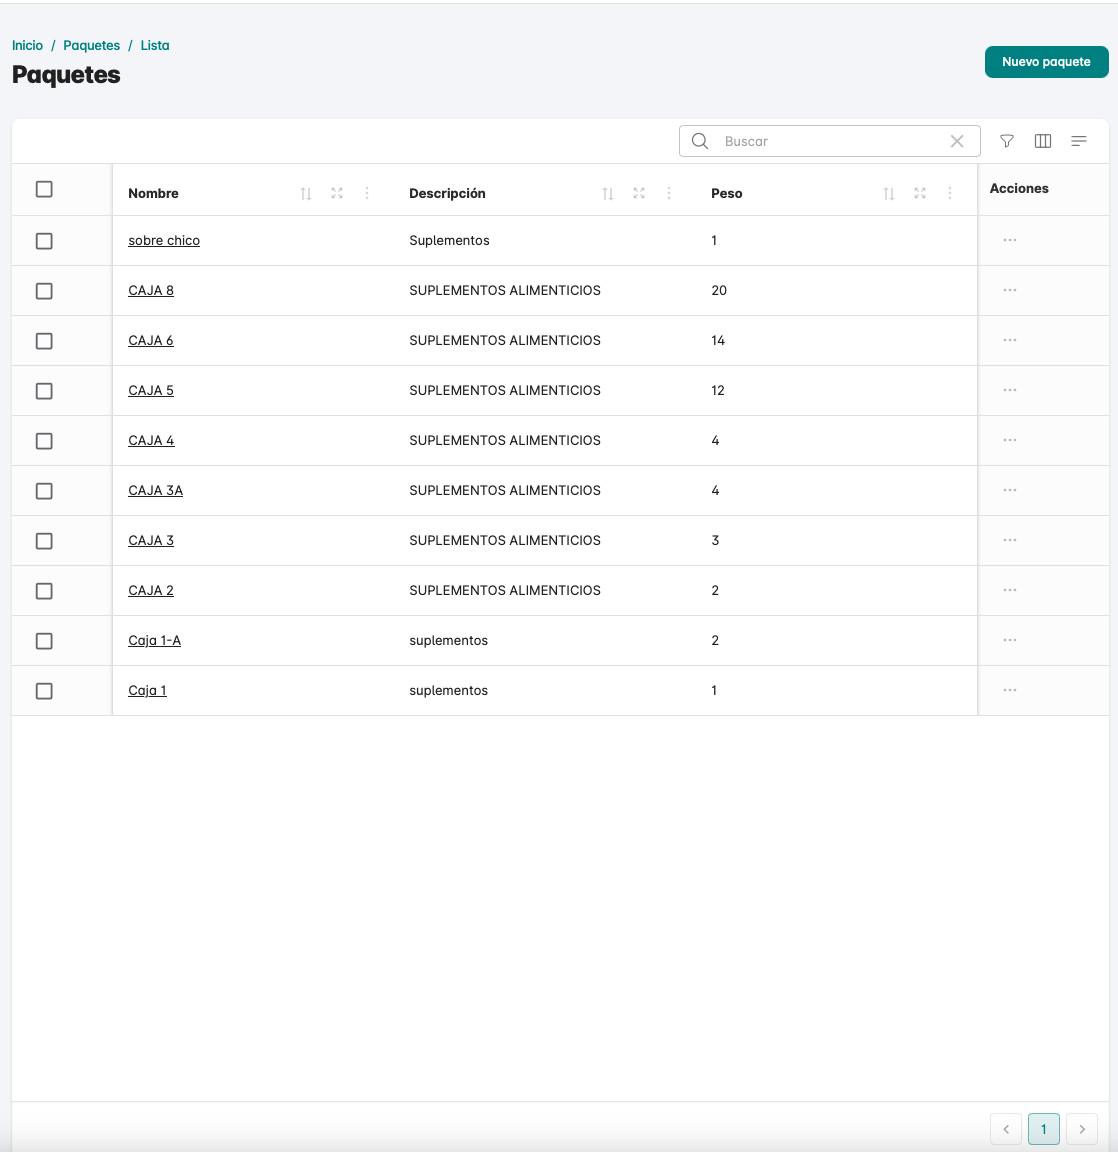 Inicio / Paquetes / Lista
Paquetes
Nuevo paquete
Buscar
Nombre Descripción Peso Acciones
sobre chico Suplementos 1
CAJA 8 SUPLEMENTOS ALIMENTICIOS 20
CAJA 6 SUPLEMENTOS ALIMENTICIOS 14
CAJA 5 SUPLEMENTOS ALIMENTICIOS 12
CAJA 4 SUPLEMENTOS ALIMENTICIOS 4
CAJA 3A SUPLEMENTOS ALIMENTICIOS 4
CAJA 3 SUPLEMENTOS ALIMENTICIOS 3
CAJA 2 SUPLEMENTOS ALIMENTICIOS 2
Caja 1-A suplementos 2
Caja 1 suplementos 1
1